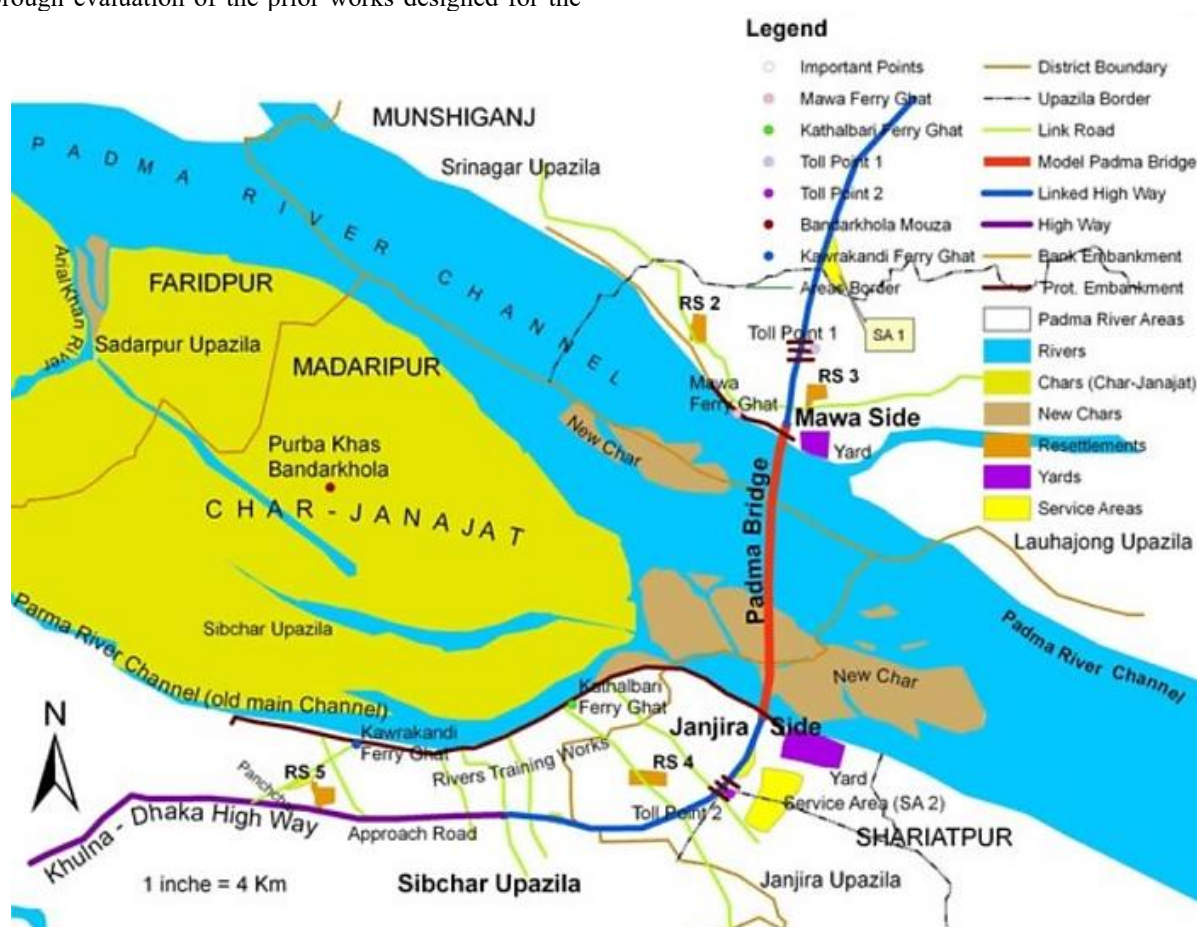 prough evaluation of the prior works designed for the
Legend
Important Points
Mawa Ferry Ghat
Kathalbari Ferry Ghat
Toll Point 1
Toll Point 2
Bandarkhola Mouza
Kawrakandi Ferry Ghat
Areas Border
District Boundary
Upazila Border
Link Road
Model Padma Bridge
Linked High Way
High Way
Bank Embankment
Prot. Embankment
Padma River Areas
Rivers
Chars (Char-Janajat)
New Chars
Resettlements
Yards
Service Areas
MUNSHIGANJ
Srinagar Upazila
PADMA RIVER CHANNEL
Arial Khan River
River
FARIDPUR
Sadarpur Upazila
MADARIPUR
RS 2
Toll Point 1
SA 1
RS 3
Mawa
Ferry Ghat
Mawa Side
Yard
New Char
Purba Khas
Bandarkhola
CHAR-JANAJAT
Padma Bridge
Lauhajong Upazila
Sibchar Upazila
Padma River Channel
Parma River Channel (old main Channel)
New Char
N
Kathalbari
Ferry Ghat
Janjira Side
Kawrakandi
Ferry Ghat
Rivers Training Works
RS 4
RS 5
Yard
Toll Point 2
Service Area (SA 2)
SHARIATPUR
Khulna - Dhaka High Way
Approach Road
1 inche = 4 Km
Sibchar Upazila
Janjira Upazila